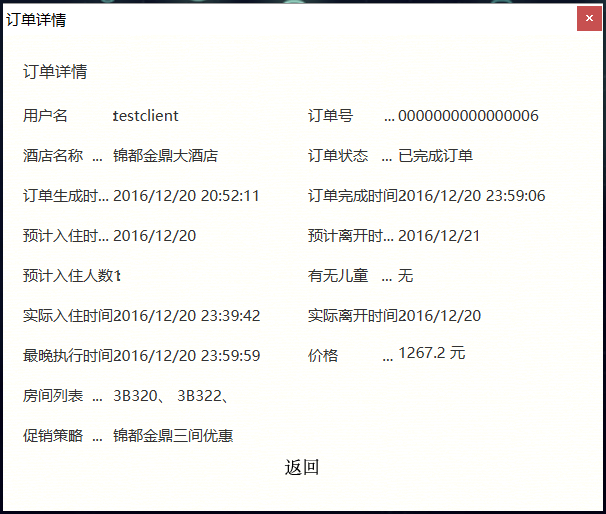 订单详情
订单详情
用户名 testclient 订单号 ... 0000000000000006
酒店名称 ... 锦都金鼎大酒店 订单状态 ... 已完成订单
订单生成时... 2016/12/20 20:52:11 订单完成时间2016/12/20 23:59:06
预计入住时... 2016/12/20 预计离开时... 2016/12/21
预计入住人数1 有无儿童 ... 无
实际入住时间2016/12/20 23:39:42 实际离开时间2016/12/20
最晚执行时间2016/12/20 23:59:59 价格 ... 1267.2 元
房间列表 ... 3B320、 3B322、
促销策略 ... 锦都金鼎三间优惠
返回